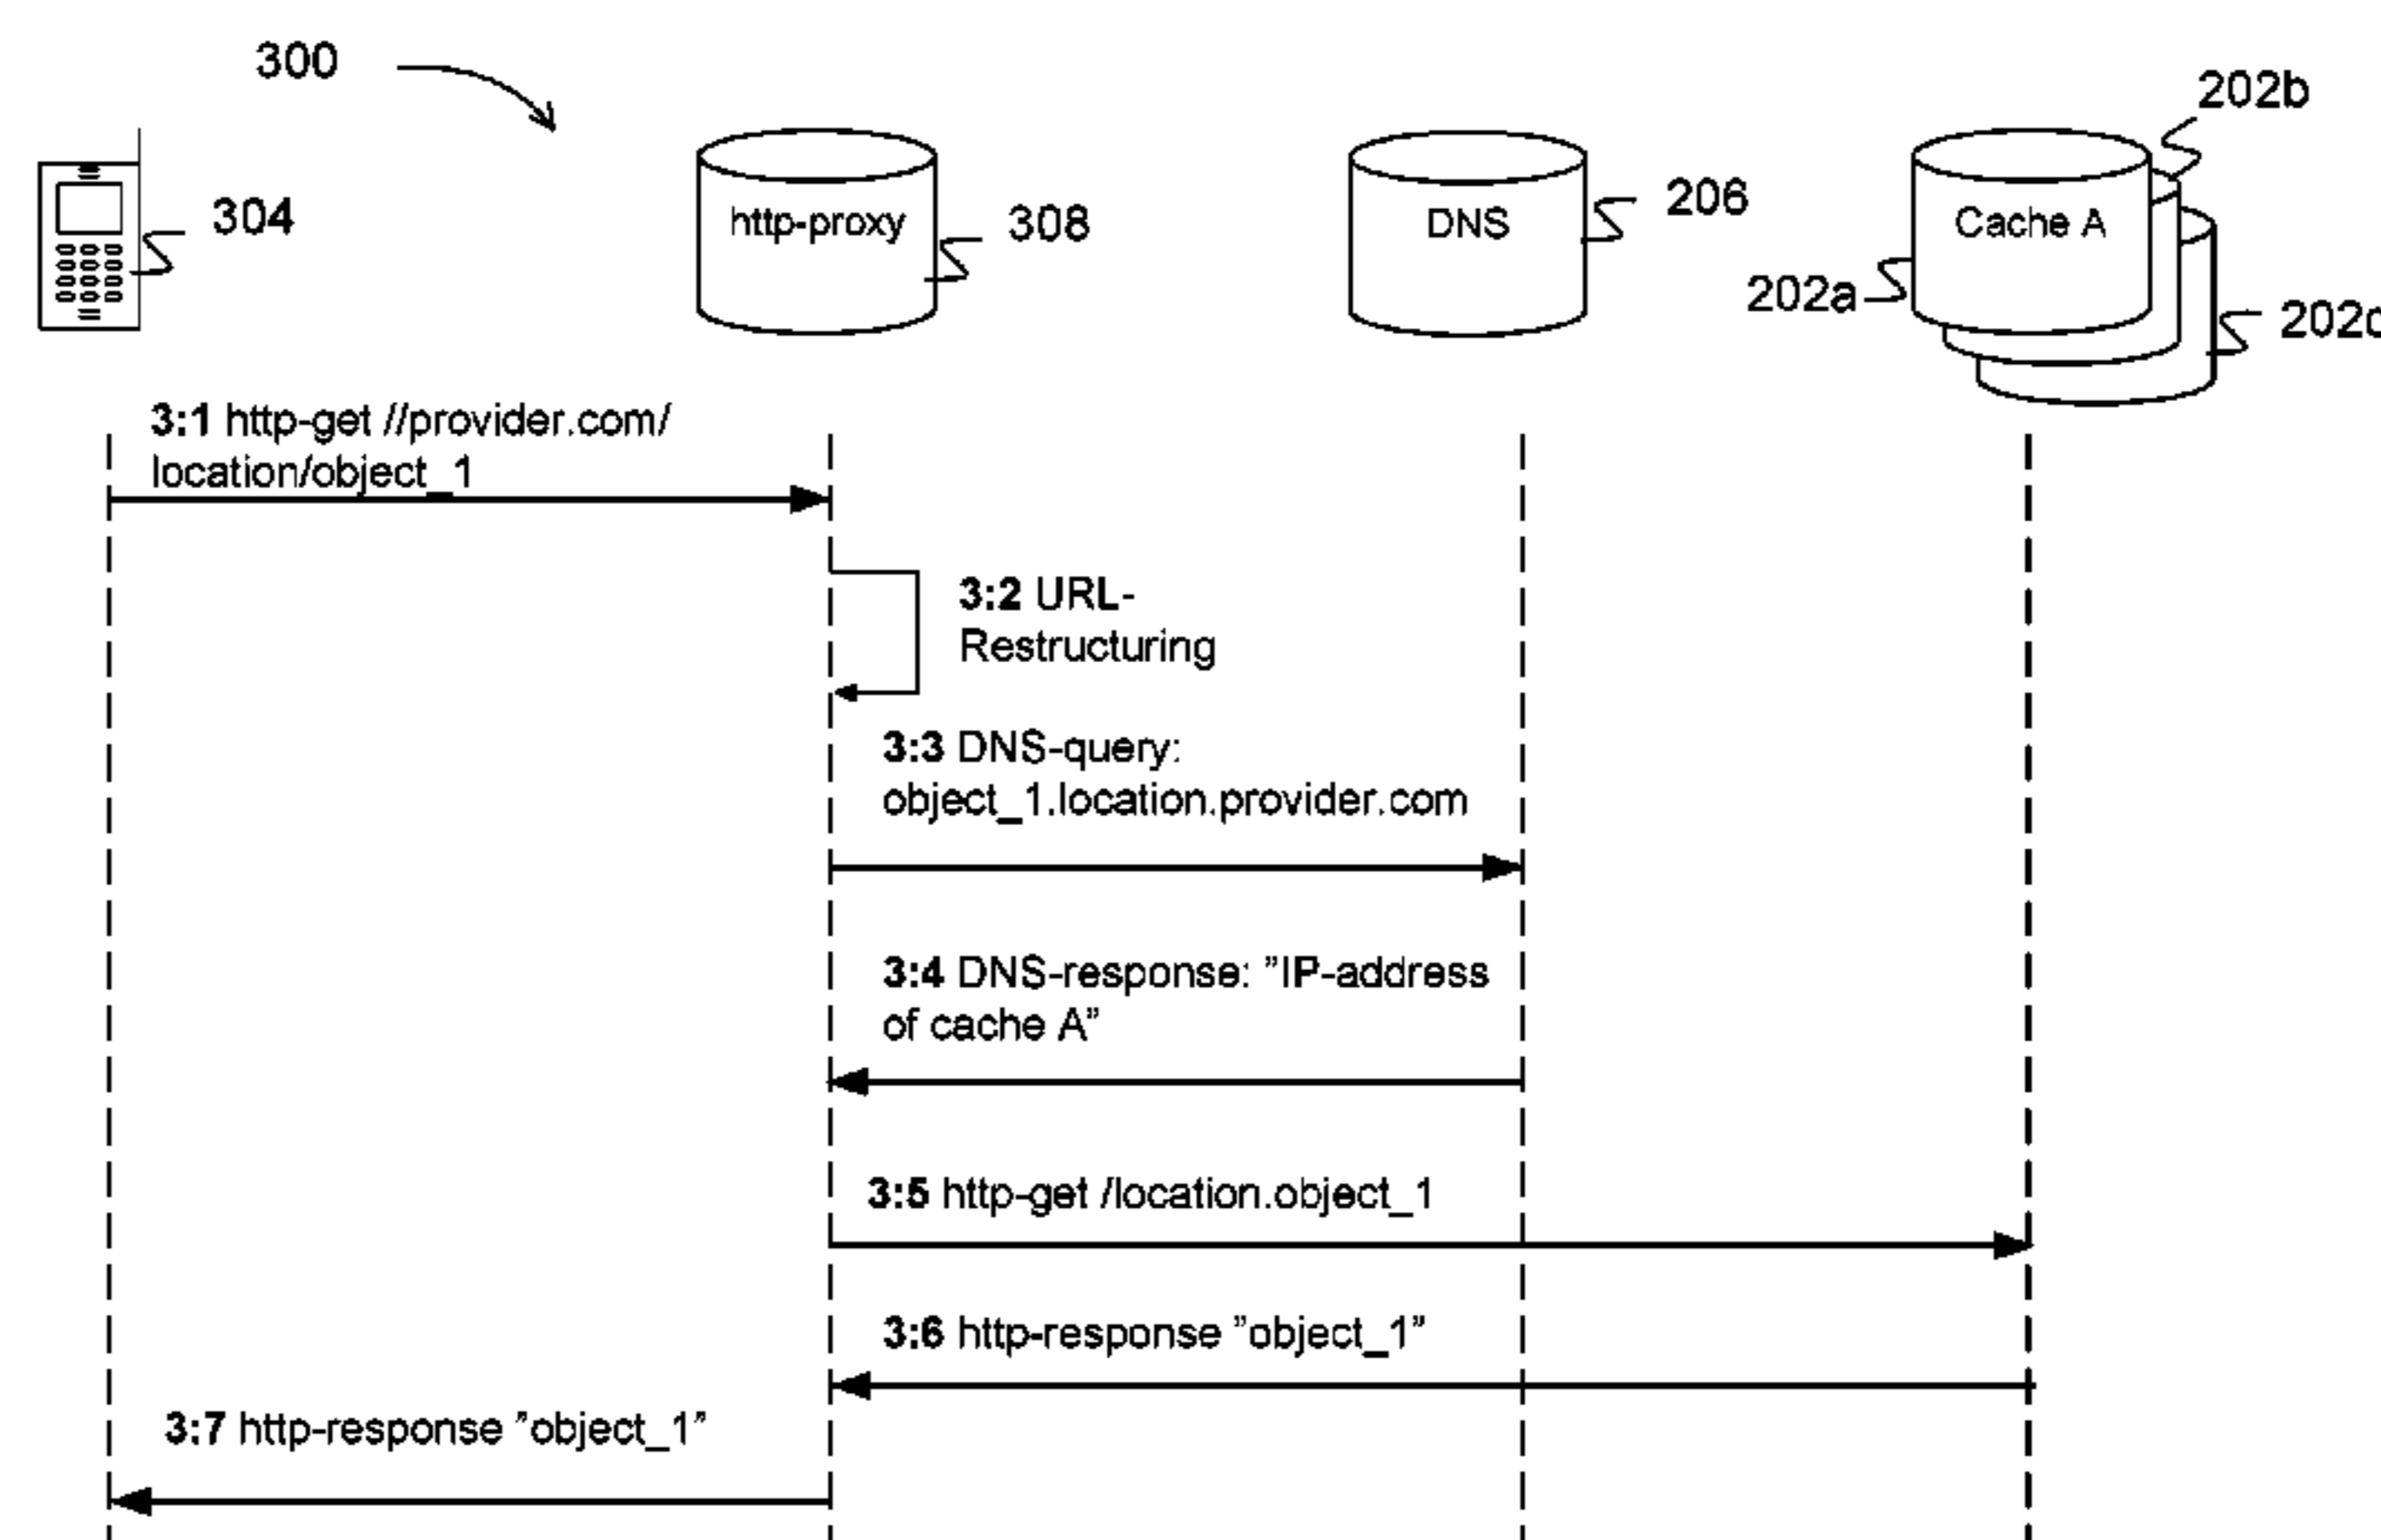 300
202b
304
http-proxy
308
DNS
206
Cache A
202a
3:1 http-get //provider.com/
location/object_1
3:2 URL-
Restructuring
3:3 DNS-query:
object_1.location.provider.com
3:4 DNS-response: ”IP-address
of cache A”
3:5 http-get /location.object_1
3:6 http-response ”object_1”
3:7 http-response ”object_1”